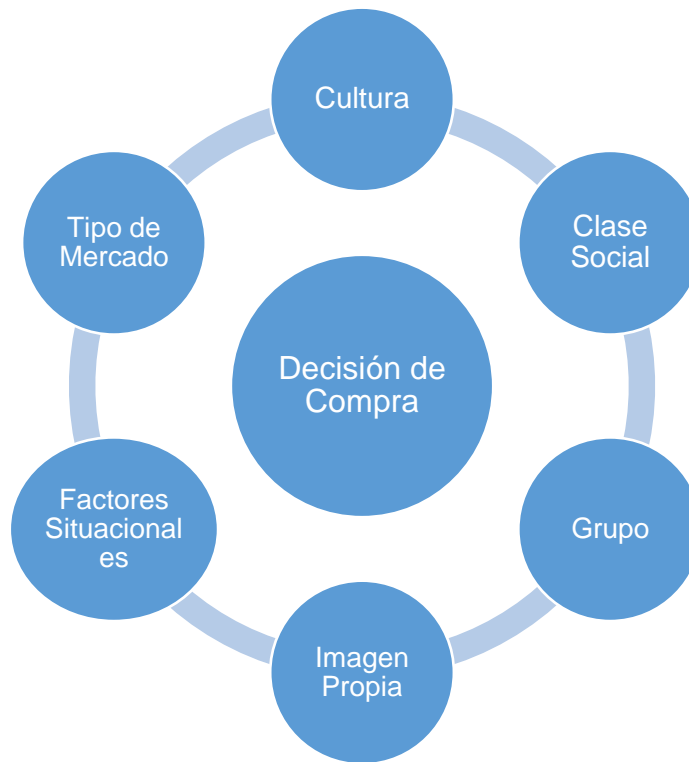 Cultura
Clase
Social
Grupo
Imagen
Propia
Factores
Situacional
es
Tipo de
Mercado
Decisión de
Compra